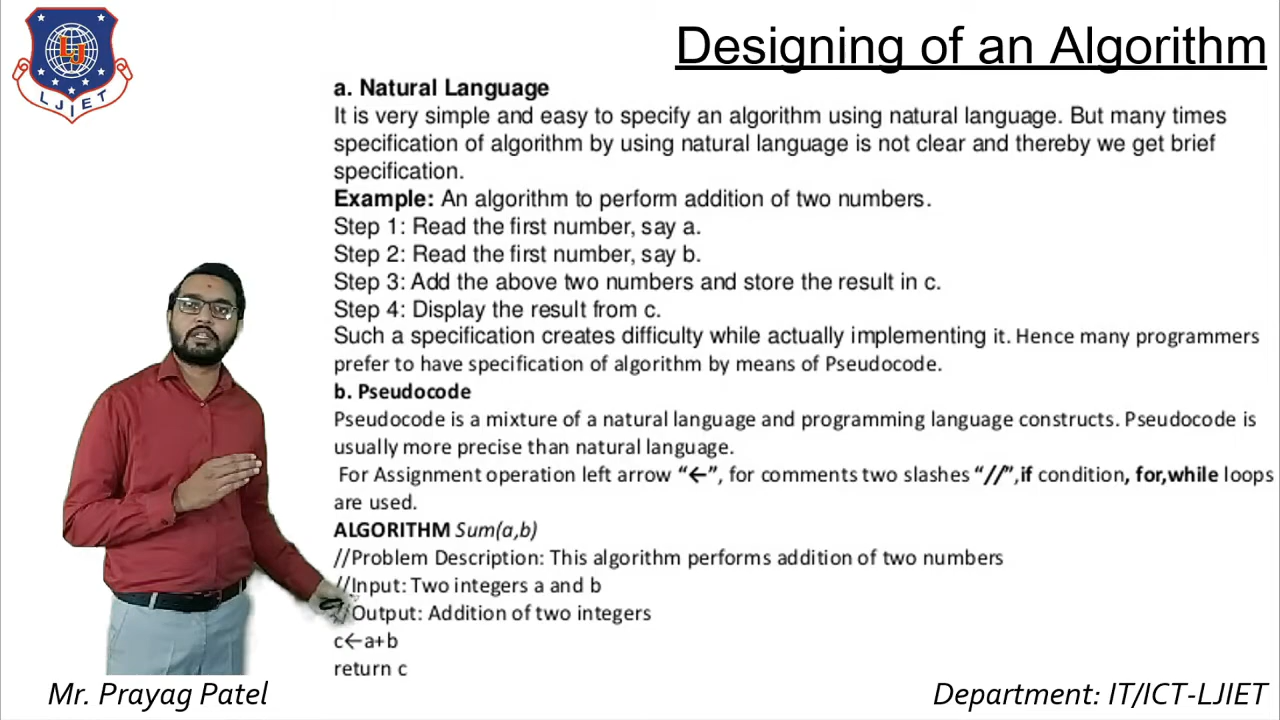 LJ
LJIET
Designing of an Algorithm
a. Natural Language
It is very simple and easy to specify an algorithm using natural language. But many times
specification of algorithm by using natural language is not clear and thereby we get brief
specification.
Example: An algorithm to perform addition of two numbers.
Step 1: Read the first number, say a.
Step 2: Read the first number, say b.
Step 3: Add the above two numbers and store the result in c.
Step 4: Display the result from c.
Such a specification creates difficulty while actually implementing it. Hence many programmers
prefer to have specification of algorithm by means of Pseudocode.
b. Pseudocode
Pseudocode is a mixture of a natural language and programming language constructs. Pseudocode is
usually more precise than natural language.
For Assignment operation left arrow “←”, for comments two slashes “//”,if condition, for,while loops
are used.
ALGORITHM Sum(a,b)
//Problem Description: This algorithm performs addition of two numbers
//Input: Two integers a and b
//Output: Addition of two integers
c←a+b
return c
Mr. Prayag Patel
Department: IT/ICT-LJIET